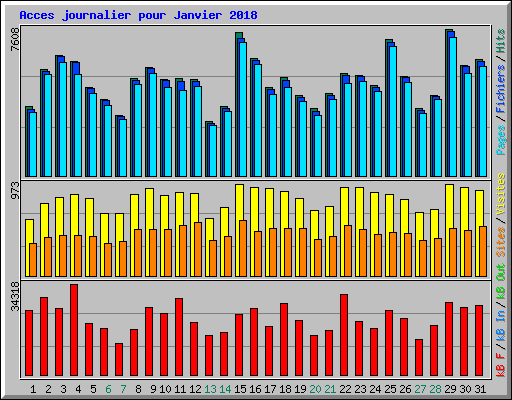 Acces journalier pour Janvier 2018
7608
973
34318
Pages / Fichiers / Hits
Sites / Visites
kB F / kB In / kB Out
1 2 3 4 5 6 7 8 9 10 11 12 13 14 15 16 17 18 19 20 21 22 23 24 25 26 27 28 29 30 31